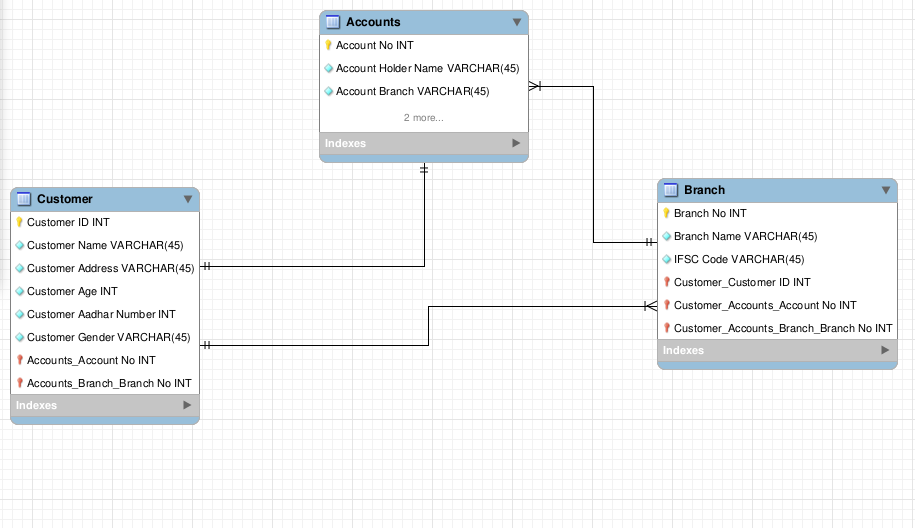 Accounts
Account No INT
Account Holder Name VARCHAR(45)
Account Branch VARCHAR(45)
2 more...
Indexes
Customer
Customer ID INT
Customer Name VARCHAR(45)
Customer Address VARCHAR(45)
Customer Age INT
Customer Aadhar Number INT
Customer Gender VARCHAR(45)
Accounts_Account No INT
Accounts_Branch_Branch No INT
Indexes
Branch
Branch No INT
Branch Name VARCHAR(45)
IFSC Code VARCHAR(45)
Customer_Customer ID INT
Customer_Accounts_Account No INT
Customer_Accounts_Branch_Branch No INT
Indexes